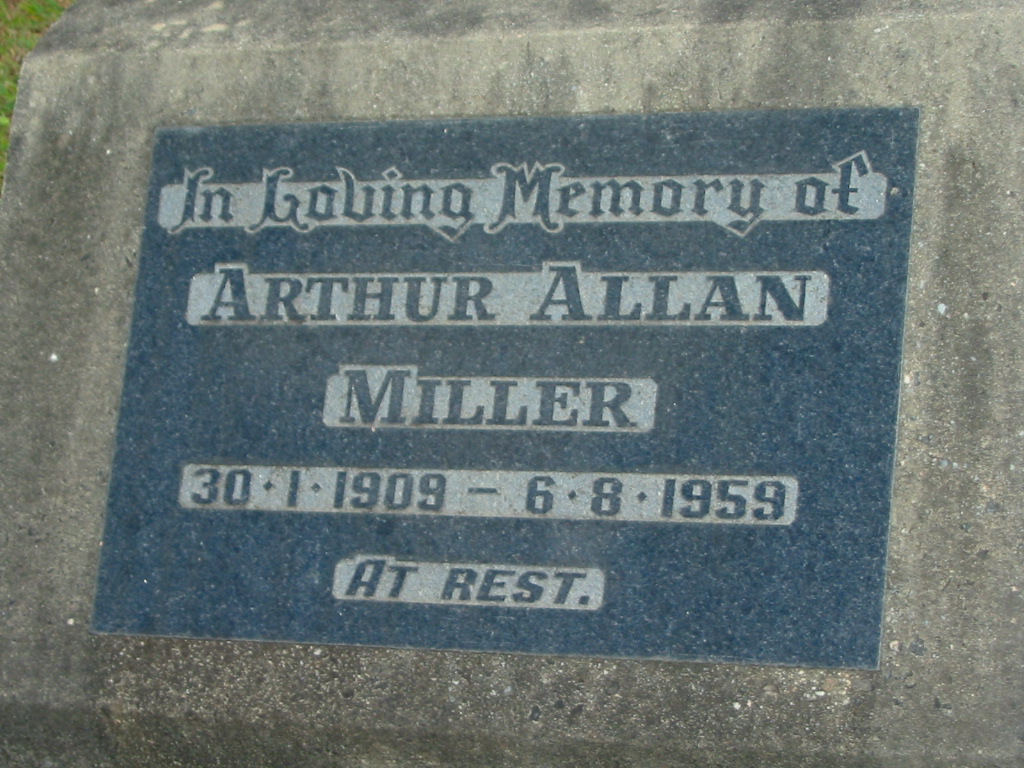 In Loving Memory of
ARTHUR ALLAN
MILLER
30·1·1909 – 6·8·1959
AT REST.